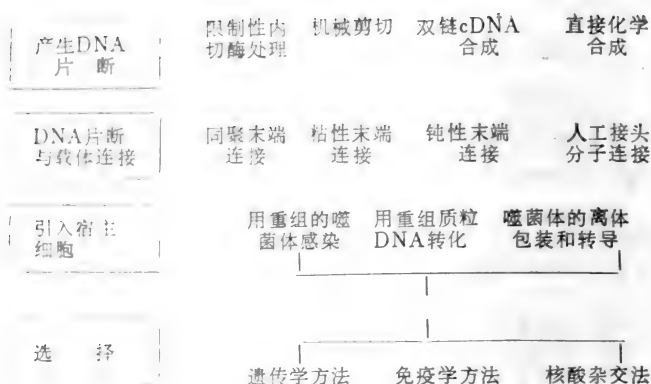 产生DNA
片 断
限制性内
切酶处理
机械剪切
双链cDNA
合成
直接化学
合成
DNA片断
与载体连接
同聚末端
连接
粘性末端
连接
钝性末端
连接
人工接头
分子连接
引入宿主
细胞
用重组的噬
菌体感染
用重组质粒
DNA转化
噬菌体的离体
包装和转导
选 择
遗传学方法
免疫学方法
核酸杂交法